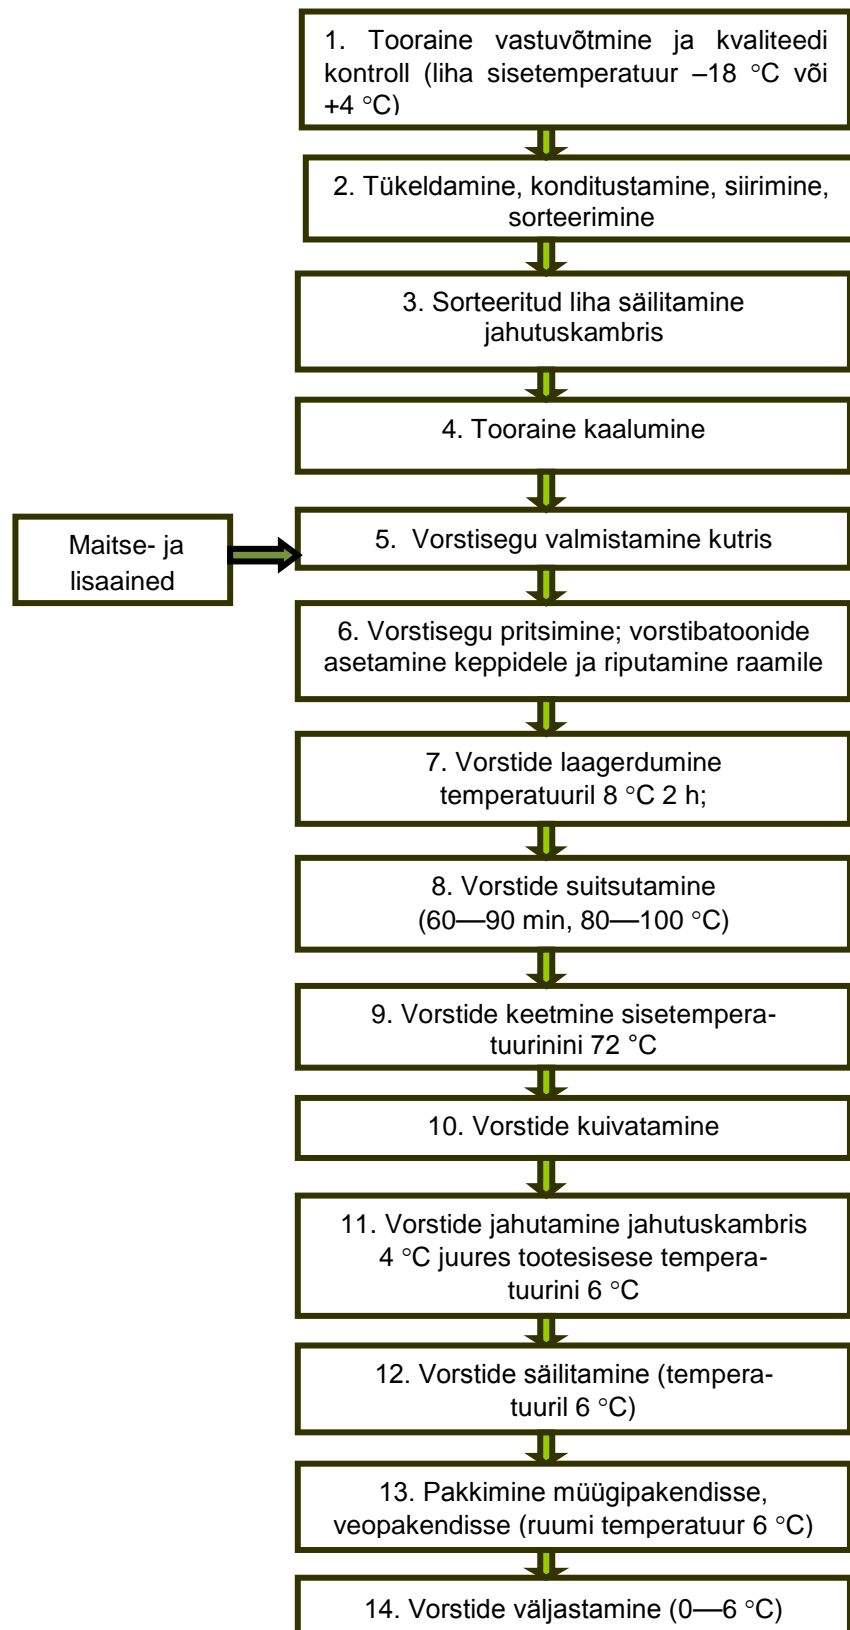 1. Tooraine vastuvõtmine ja kvaliteedi
kontroll (liha sisetemperatuur –18 °C või
+4 °C)
2. Tükeldamine, konditustamine, siirimine,
sorteerimine
3. Sorteeritud liha säilitamine
jahutuskambris
4. Tooraine kaalumine
Maitse- ja
lisaained
5. Vorstisegu valmistamine kutris
6. Vorstisegu pritsimine; vorstibatoonide
asetamine keppidele ja riputamine raamile
7. Vorstide laagerdumine
temperatuuril 8 °C 2 h;
8. Vorstide suitsutamine
(60—90 min, 80—100 °C)
9. Vorstide keetmine sisetempera-
tuurinini 72 °C
10. Vorstide kuivatamine
11. Vorstide jahutamine jahutuskambris
4 °C juures tootesisese tempera-
tuurini 6 °C
12. Vorstide säilitamine (tempera-
tuuril 6 °C)
13. Pakkimine müügipakendisse,
veopakendisse (ruumi temperatuur 6 °C)
14. Vorstide väljastamine (0—6 °C)